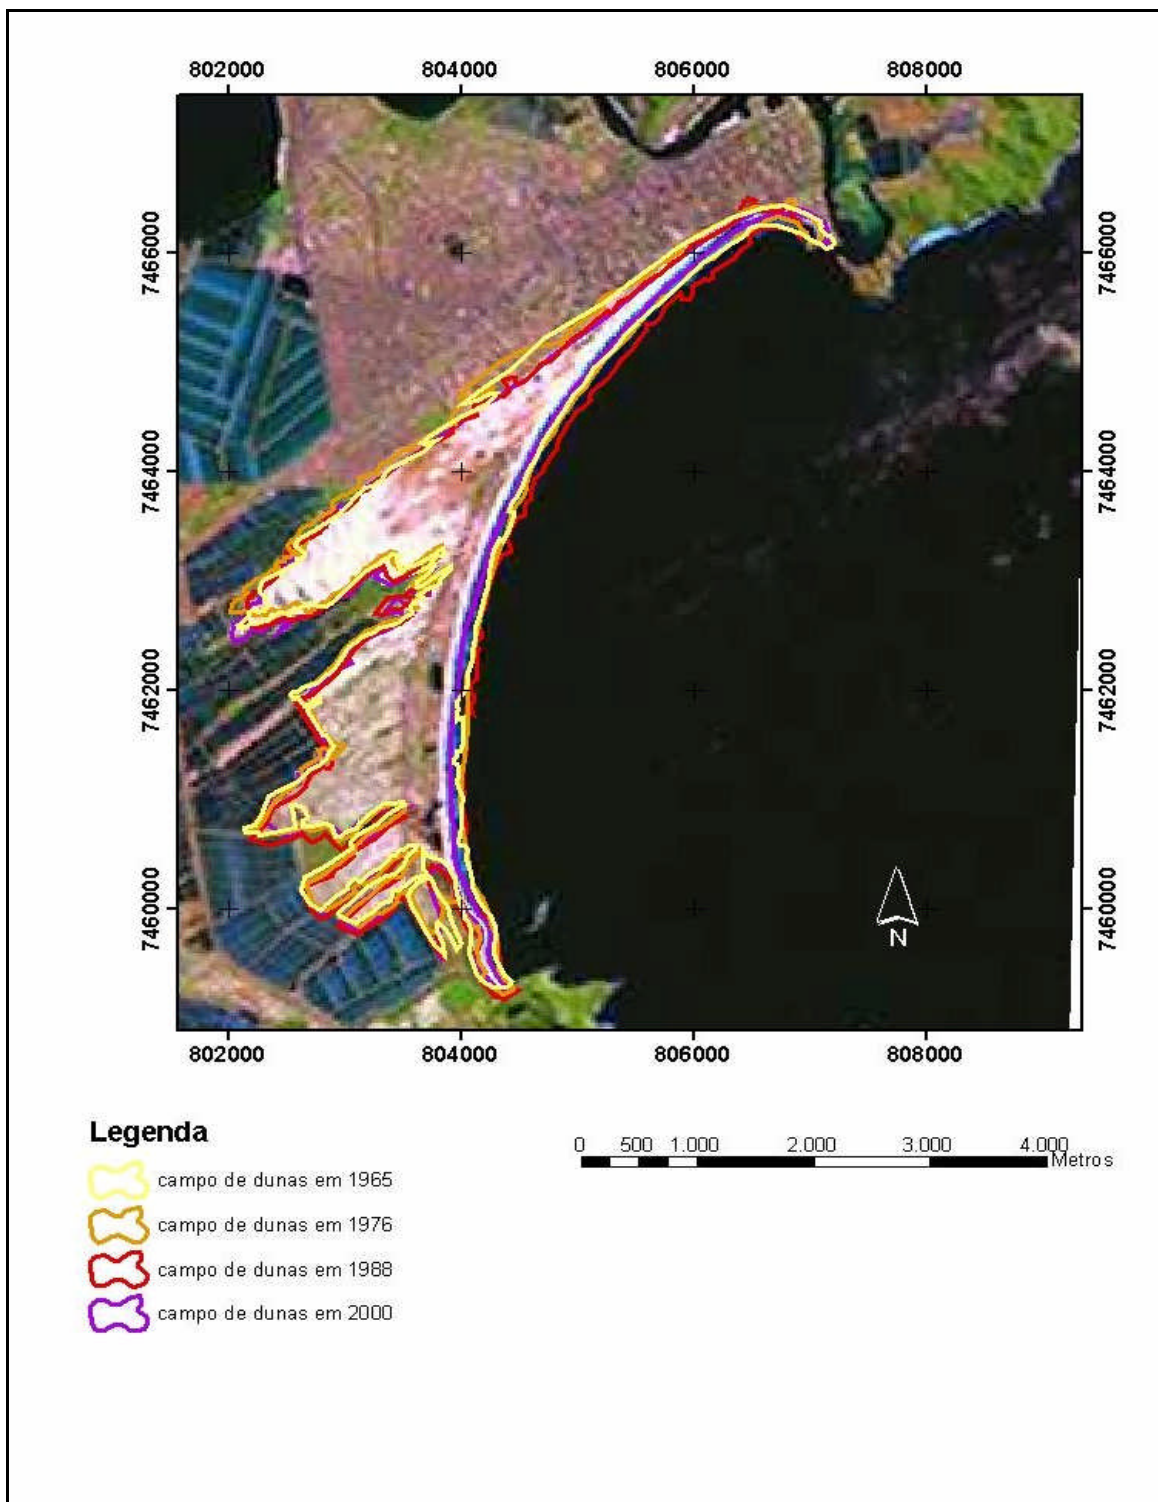 802000 804000 806000 808000
7466000 7466000
7464000 7464000
7462000 7462000
7460000 7460000
N
802000 804000 806000 808000
Legenda
0 500 1.000 2.000 3.000 4.000
Metros
campo de dunas em 1965
campo de dunas em 1976
campo de dunas em 1988
campo de dunas em 2000